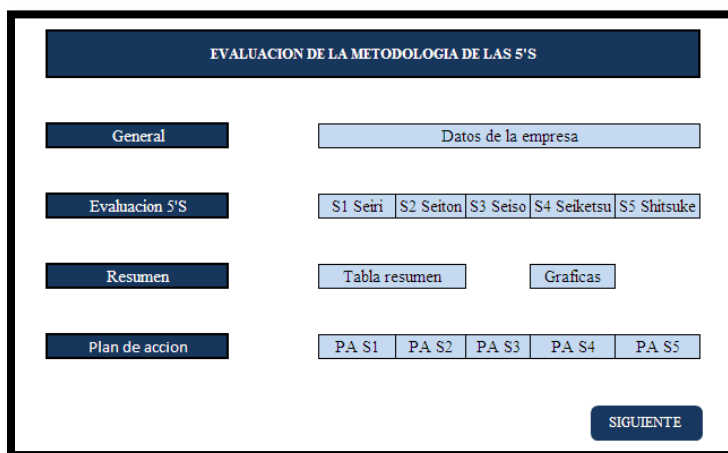 EVALUACION DE LA METODOLOGIA DE LAS 5'S
General
Datos de la empresa
Evaluacion 5'S
S1 Seiri S2 Seiton S3 Seiso S4 Seiketsu S5 Shitsuke
Resumen
Tabla resumen
Graficas
Plan de accion
PA S1 PA S2 PA S3 PA S4 PA S5
SIGUIENTE